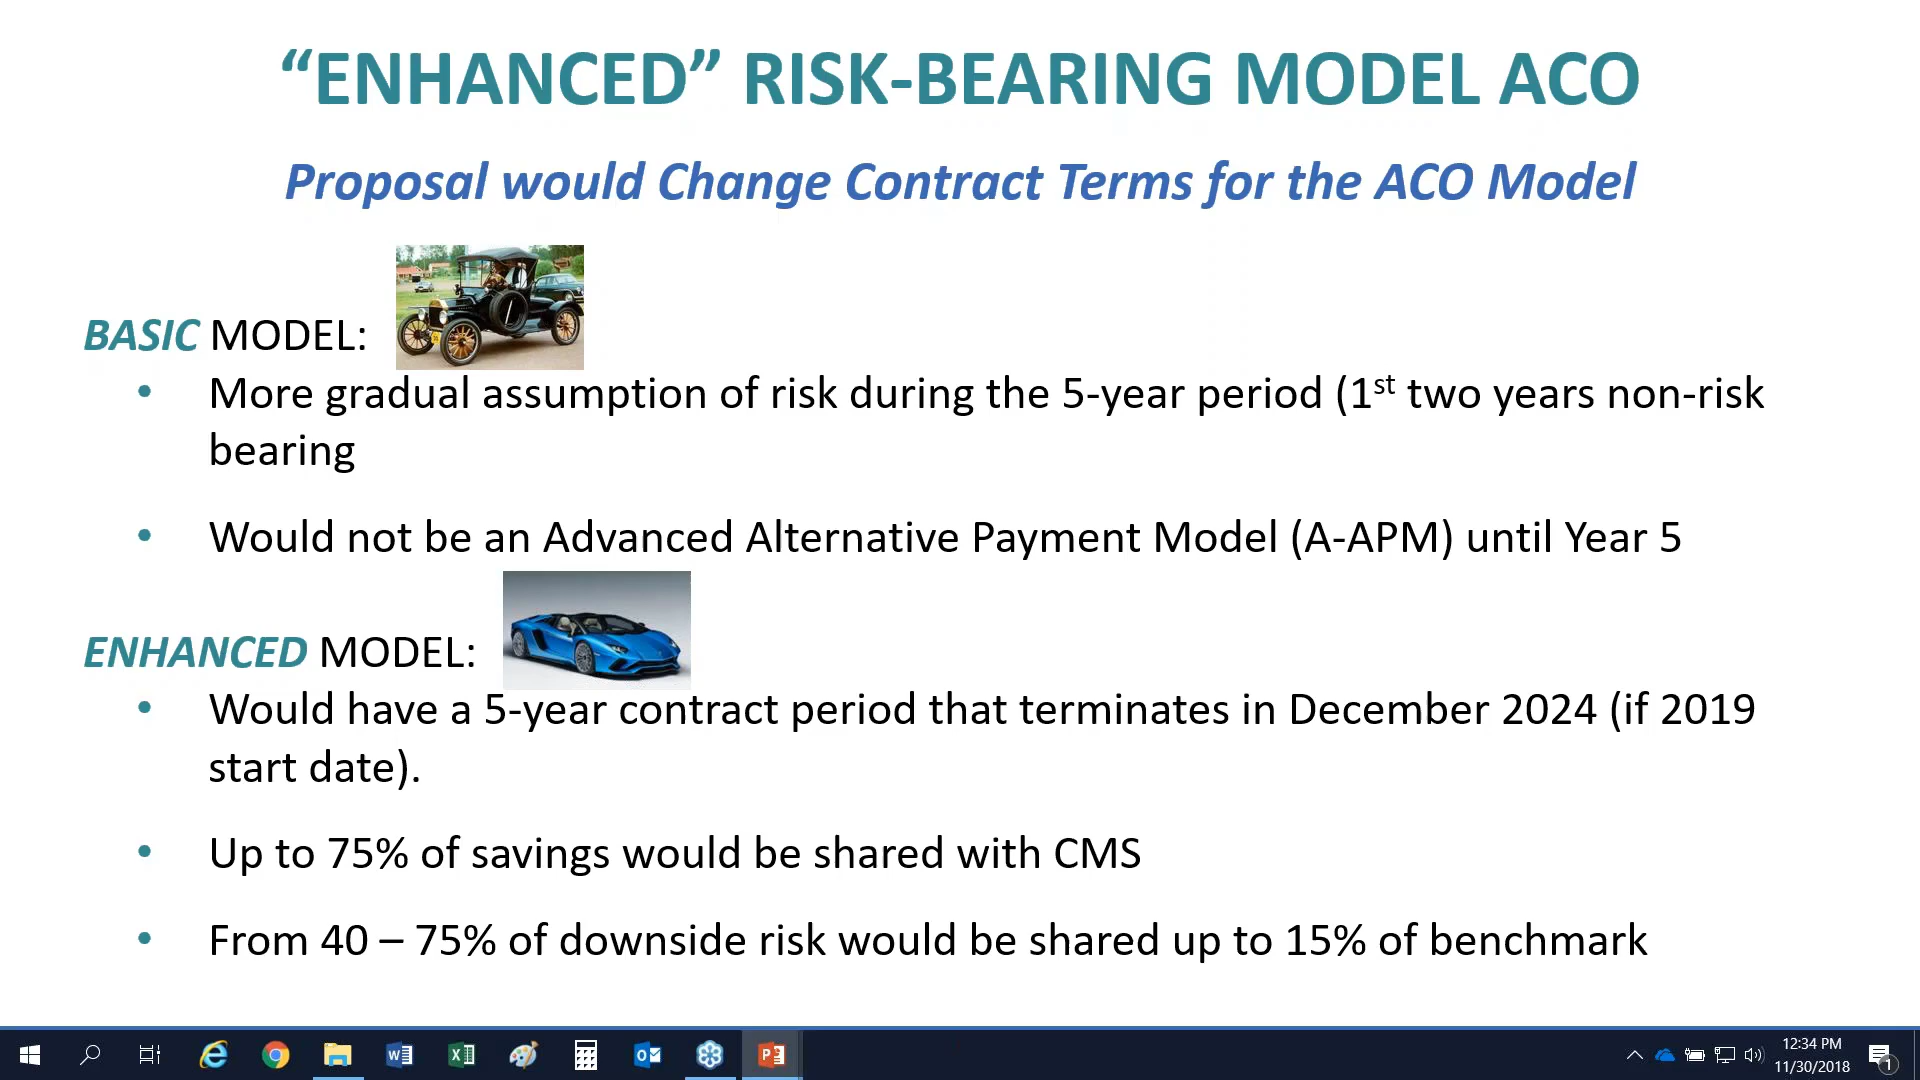 “ENHANCED” RISK-BEARING MODEL ACO
Proposal would Change Contract Terms for the ACO Model
BASIC MODEL:
• More gradual assumption of risk during the 5-year period (1st two years non-risk
bearing
• Would not be an Advanced Alternative Payment Model (A-APM) until Year 5
ENHANCED MODEL:
• Would have a 5-year contract period that terminates in December 2024 (if 2019
start date).
• Up to 75% of savings would be shared with CMS
• From 40 – 75% of downside risk would be shared up to 15% of benchmark
12:34 PM
11/30/2018
1